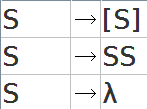 S → [S]
S → SS
S → λ